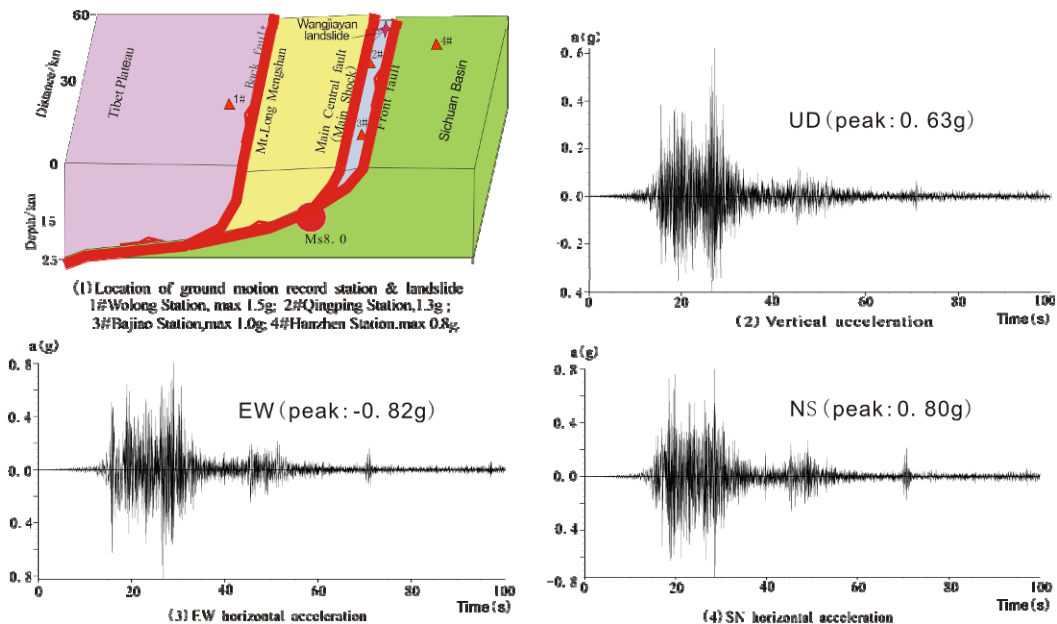 60
30
0
15
25
Distance/km
Depth/km
Tibet Plateau
1#
Back fault
Mt.Long Mengshan
Main Central fault
(Main Shock)
Wangjiayan
landslide
2#
3#
Front fault
4#
Sichuan Basin
Ms8. 0
(1)Location of ground motion record station & landslide
1#Wolong Station, max 1.5g; 2#Qingping Station,1.3g ;
3#Bajiao Station,max 1.0g; 4#Hanzhen Station.max 0.8g.
a(g)
0.6
0.4
0.2
0.0
-0.2
0.4
UD(peak:0. 63g)
0
20
40
60
80
100
(2) Vertical acceleration
Time(s)
a(g)
0. 8
0. 4
0. 0
0. 4
0. 8
EW(peak:-0. 82g)
0
20
40
60
80
100
Time(s)
(3) EW horizontal acceleration
a(g)
0. 8
0. 4
0. 0
0. 4
-0. 8
NS(peak:0. 80g)
0
20
40
60
80
100
Time(s)
(4) SN horizontal acceleration